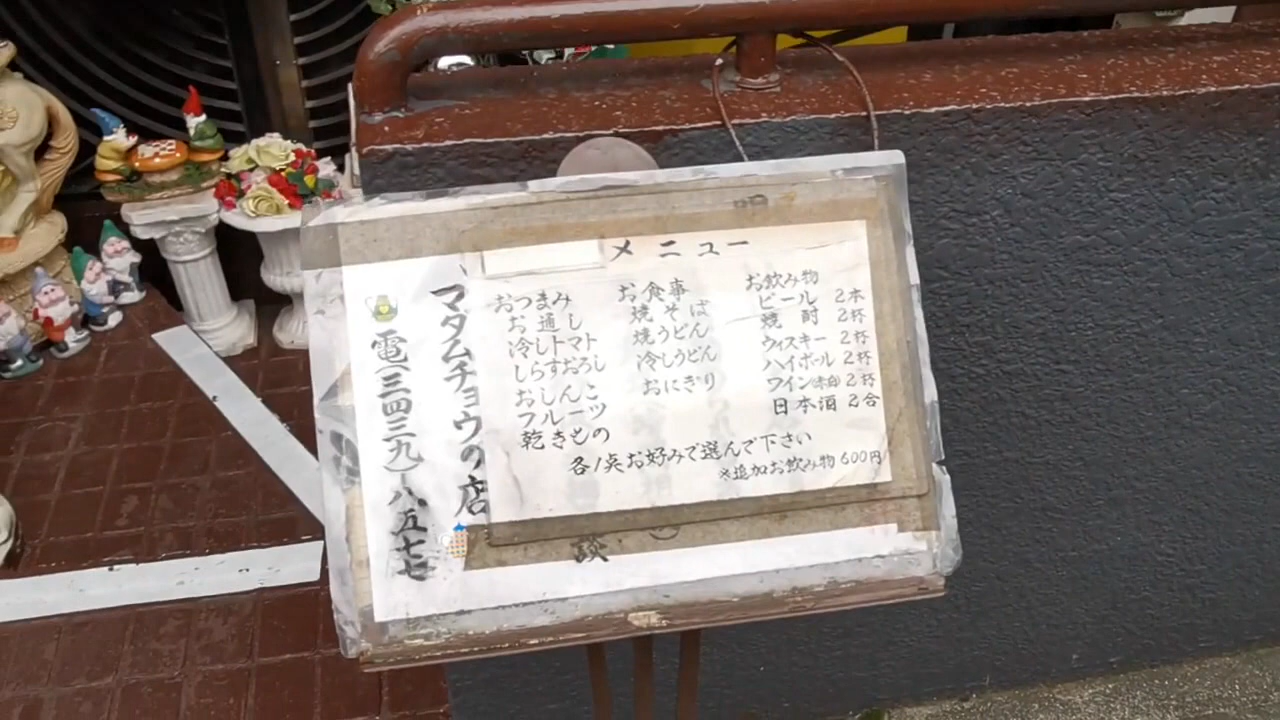 メニュー
おつまみ
お通し
冷しトマト
しらすおろし
おしんこ
フルーツ
乾きもの
お食事
焼そば
焼うどん
冷しうどん
おにぎり
お飲み物
ビール 2本
焼酎 2杯
ウィスキー 2杯
ハイボール 2杯
ワイン(赤白) 2杯
日本酒 2合
各1点お好みで選んで下さい
※追加お飲み物600円
マダムチョウの店
電(三四三九)八五七七
談